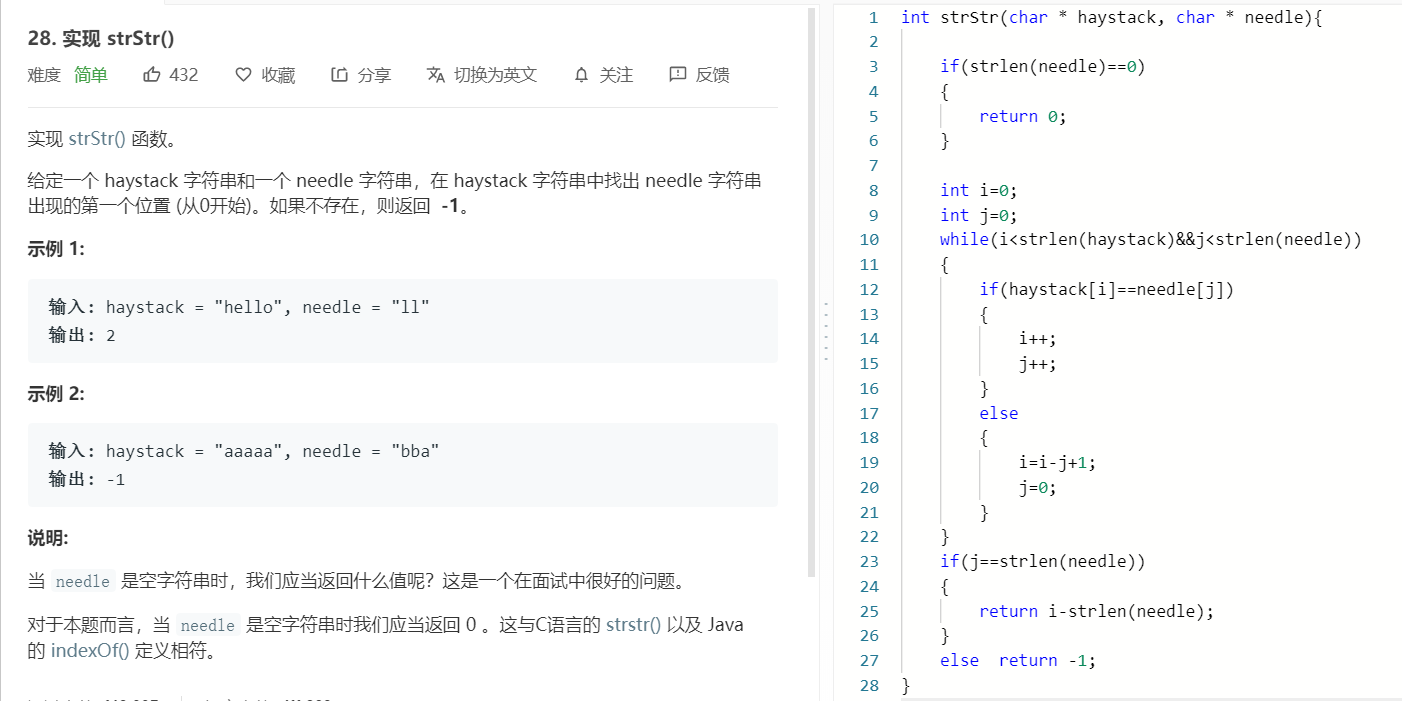 28. 实现 strStr()
难度 简单 432 收藏 分享 切换为英文 关注 反馈
实现 strStr() 函数。
给定一个 haystack 字符串和一个 needle 字符串，在 haystack 字符串中找出 needle 字符串
出现的第一个位置 (从0开始)。如果不存在，则返回 -1。
示例 1:
输入: haystack = "hello", needle = "ll"
输出: 2
示例 2:
输入: haystack = "aaaaa", needle = "bba"
输出: -1
说明:
当 needle 是空字符串时，我们应当返回什么值呢？这是一个在面试中很好的问题。
对于本题而言，当 needle 是空字符串时我们应当返回 0 。这与C语言的 strstr() 以及 Java
的 indexOf() 定义相符。
1 int strStr(char * haystack, char * needle){
2
3 if(strlen(needle)==0)
4 {
5 return 0;
6 }
7
8 int i=0;
9 int j=0;
10 while(i<strlen(haystack)&&j<strlen(needle))
11 {
12 if(haystack[i]==needle[j])
13 {
14 i++;
15 j++;
16 }
17 else
18 {
19 i=i-j+1;
20 j=0;
21 }
22 }
23 if(j==strlen(needle))
24 {
25 return i-strlen(needle);
26 }
27 else return -1;
28 }